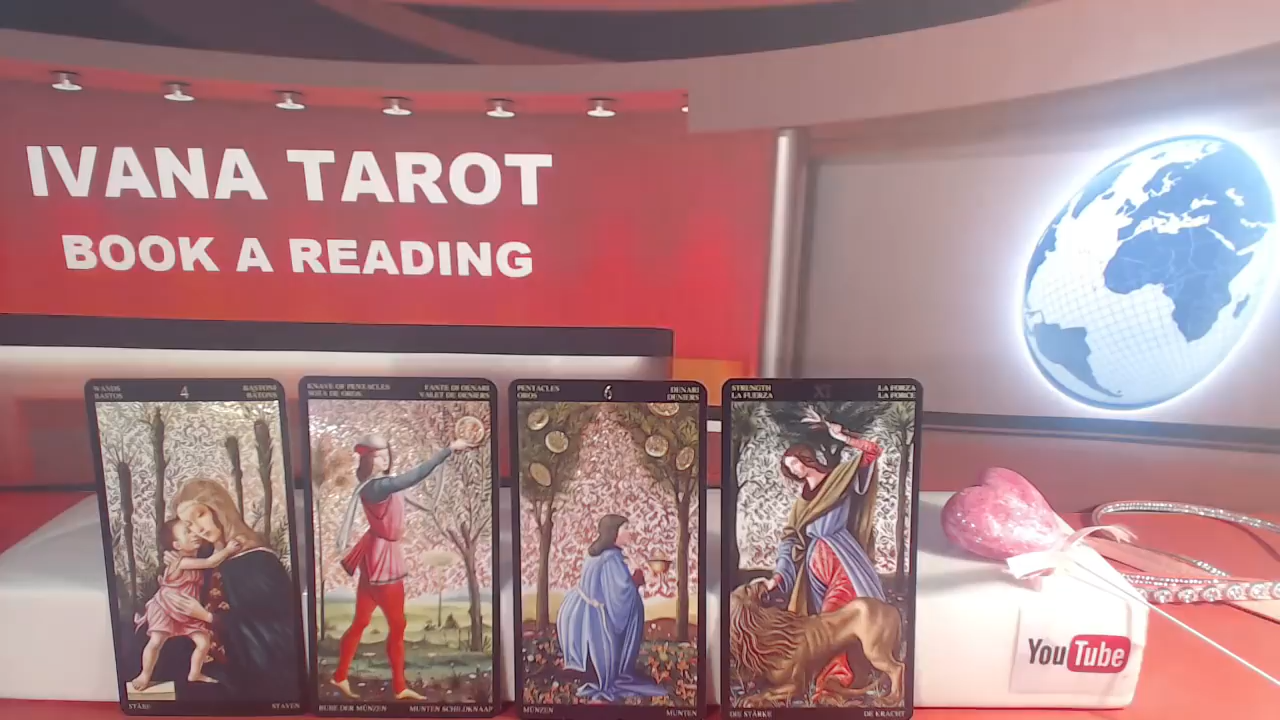 IVANA TAROT
BOOK A READING
WANDS
BASTOS
4
BASTONI
BATONS
STÄBE
STAVEN
KNAVE OF PENTACLES
SOTA DE OROS
FANTE DI DENARI
VALET DE DENIERS
BUBE DER MÜNZEN
MUNTEN SCHILDKNAAP
PENTACLES
OROS
6
DENARI
DENIERS
MÜNZEN
MUNTEN
STRENGTH
LA FUERZA
XI
LA FORZA
LA FORCE
DIE STÄRKE
DE KRACHT
YouTube